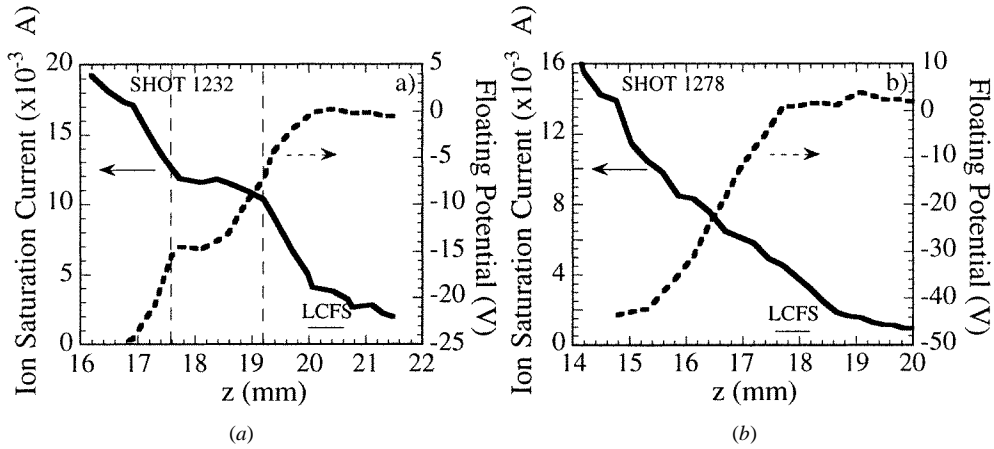 Ion Saturation Current (x10⁻³ A)
20
15
10
5
0
SHOT 1232
a)
LCFS
5
0
-5
-10
-15
-20
-25
Floating Potential (V)
16 17 18 19 20 21 22
z (mm)
(a)
Ion Saturation Current (x10⁻³ A)
16
12
8
4
0
SHOT 1278
b)
LCFS
10
0
-10
-20
-30
-40
-50
Floating Potential (V)
14 15 16 17 18 19 20
z (mm)
(b)